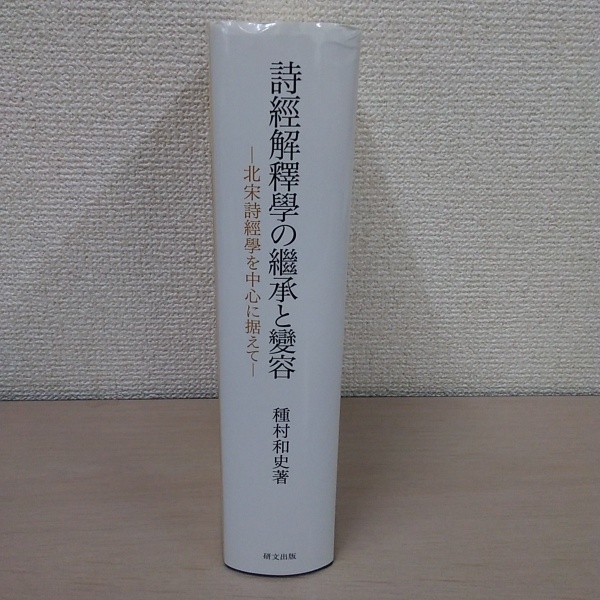 詩經解釋學の繼承と變容
―北宋詩經學を中心に据えて―
種村和史著
研文出版